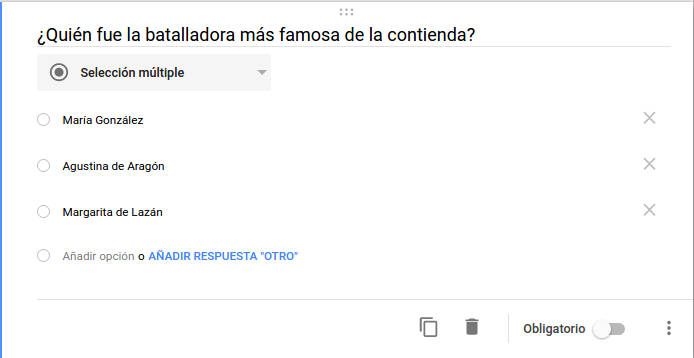 ¿Quién fue la batalladora más famosa de la contienda?
Selección múltiple
María González
Agustina de Aragón
Margarita de Lazán
Añadir opción o AÑADIR RESPUESTA "OTRO"
Obligatorio